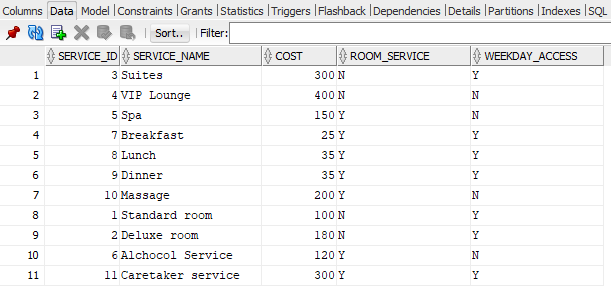 Columns Data Model Constraints Grants Statistics Triggers Flashback Dependencies Details Partitions Indexes SQL
Sort.. Filter:
SERVICE_ID SERVICE_NAME COST ROOM_SERVICE WEEKDAY_ACCESS
1 3 Suites 300 N Y
2 4 VIP Lounge 400 N N
3 5 Spa 150 Y N
4 7 Breakfast 25 Y Y
5 8 Lunch 35 Y Y
6 9 Dinner 35 Y Y
7 10 Massage 200 Y N
8 1 Standard room 100 N Y
9 2 Deluxe room 180 N Y
10 6 Alchocol Service 120 Y N
11 11 Caretaker service 300 Y Y